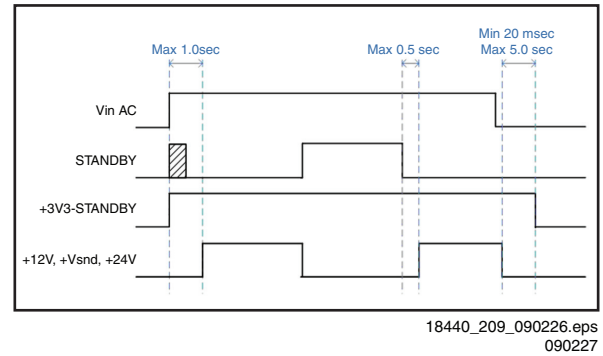 Min 20 msec
Max 1.0sec Max 0.5 sec Max 5.0 sec
Vin AC
STANDBY
+3V3-STANDBY
+12V, +Vsnd, +24V
18440_209_090226.eps
090227